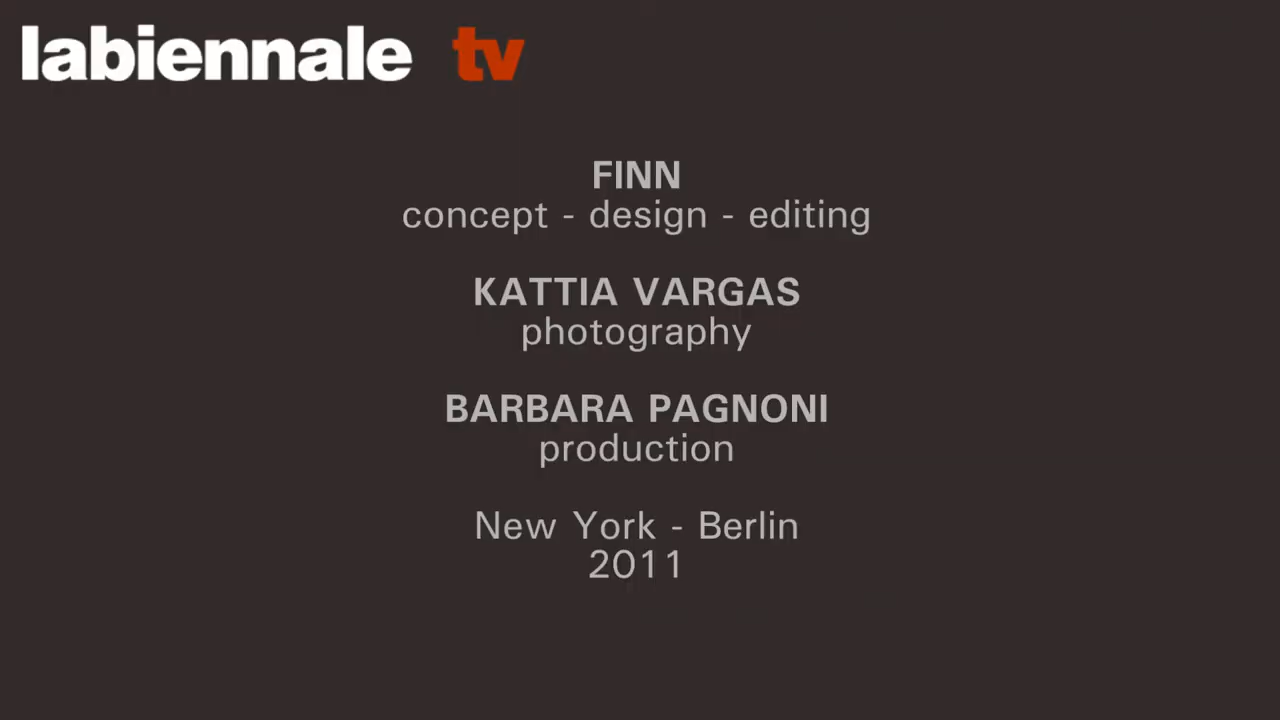 labiennale tv
FINN
concept - design - editing
KATTIA VARGAS
photography
BARBARA PAGNONI
production
New York - Berlin
2011